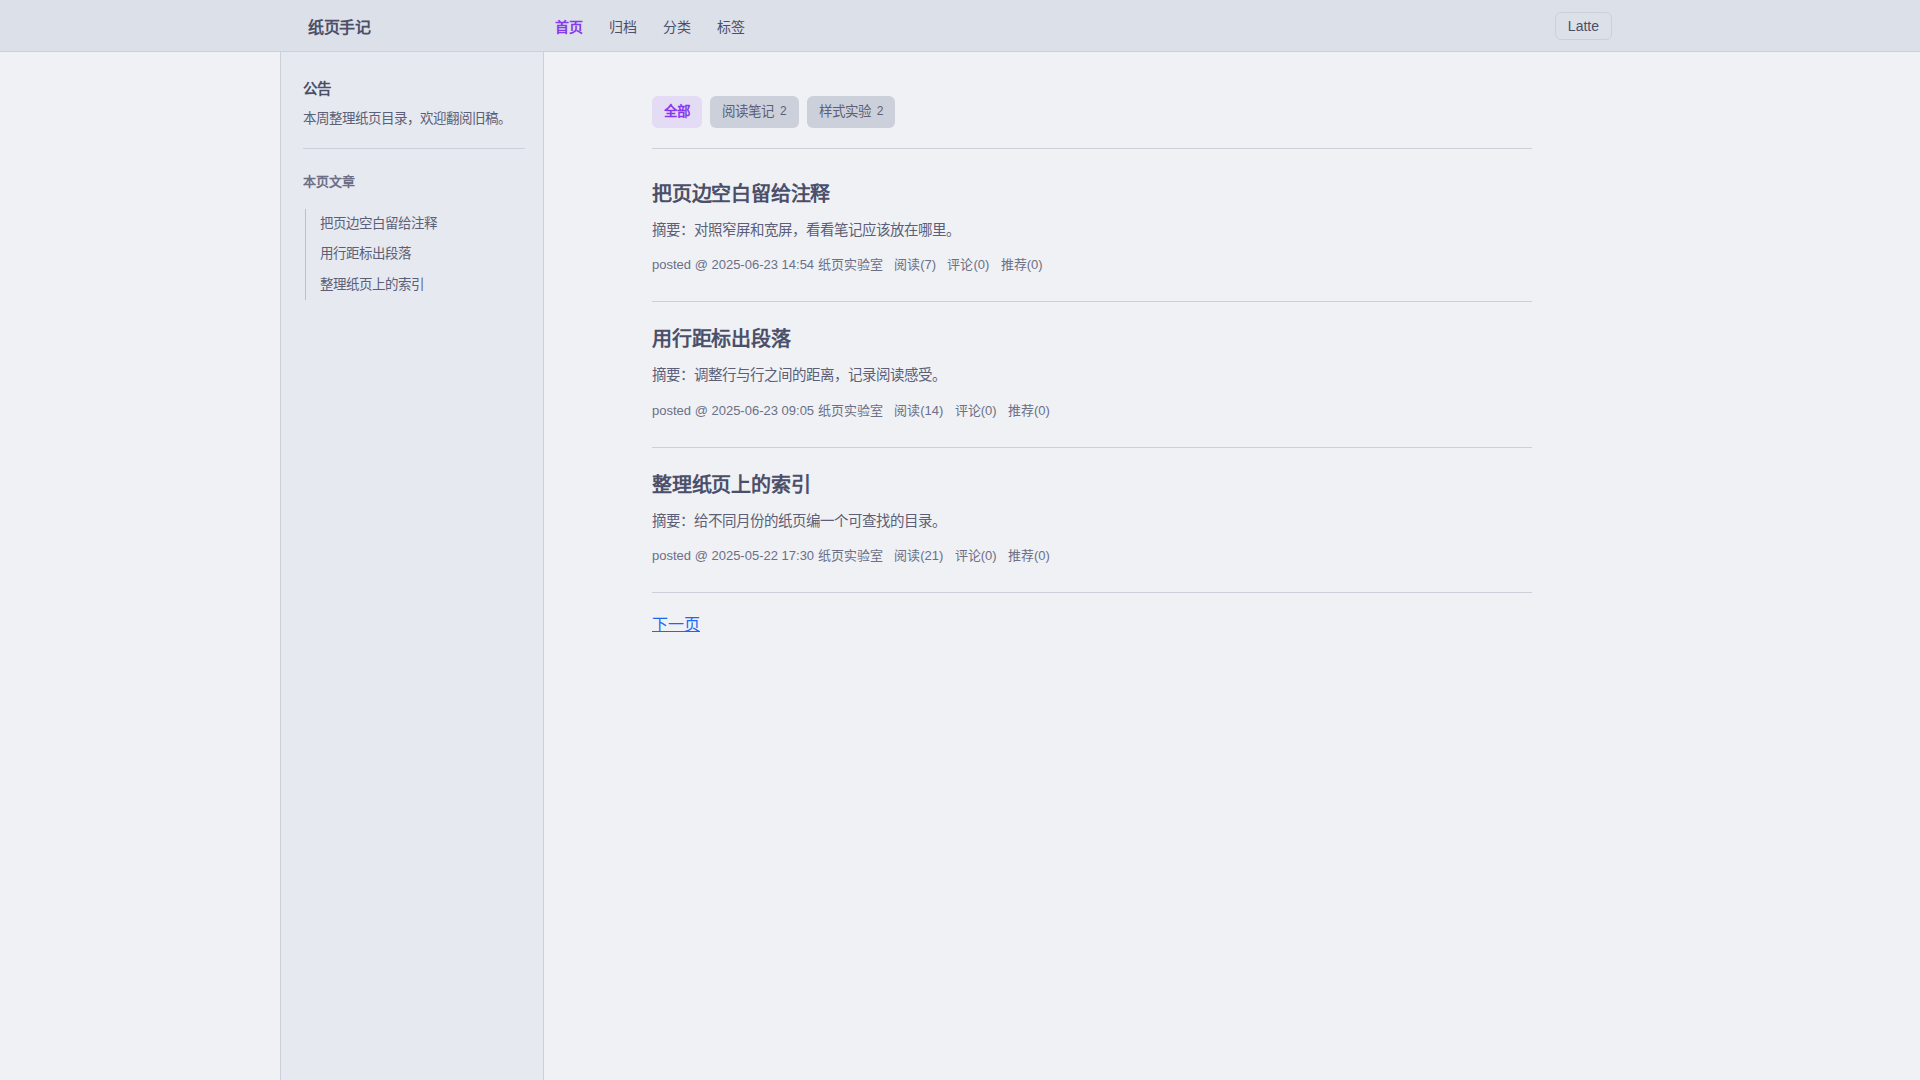 纸页手记
首页 归档 分类 标签
Latte
公告
本周整理纸页目录，欢迎翻阅旧稿。
本页文章
把页边空白留给注释
用行距标出段落
整理纸页上的索引
全部 阅读笔记 2 样式实验 2
把页边空白留给注释
摘要：对照窄屏和宽屏，看看笔记应该放在哪里。
posted @ 2025-06-23 14:54 纸页实验室 阅读(7) 评论(0) 推荐(0)
用行距标出段落
摘要：调整行与行之间的距离，记录阅读感受。
posted @ 2025-06-23 09:05 纸页实验室 阅读(14) 评论(0) 推荐(0)
整理纸页上的索引
摘要：给不同月份的纸页编一个可查找的目录。
posted @ 2025-05-22 17:30 纸页实验室 阅读(21) 评论(0) 推荐(0)
下一页